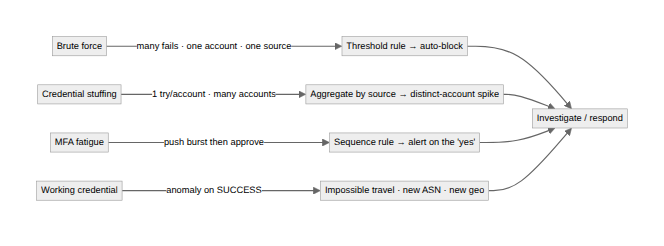 Brute force
many fails · one account · one source
Threshold rule → auto-block
Credential stuffing
1 try/account · many accounts
Aggregate by source → distinct-account spike
Investigate / respond
MFA fatigue
push burst then approve
Sequence rule → alert on the 'yes'
Working credential
anomaly on SUCCESS
Impossible travel · new ASN · new geo